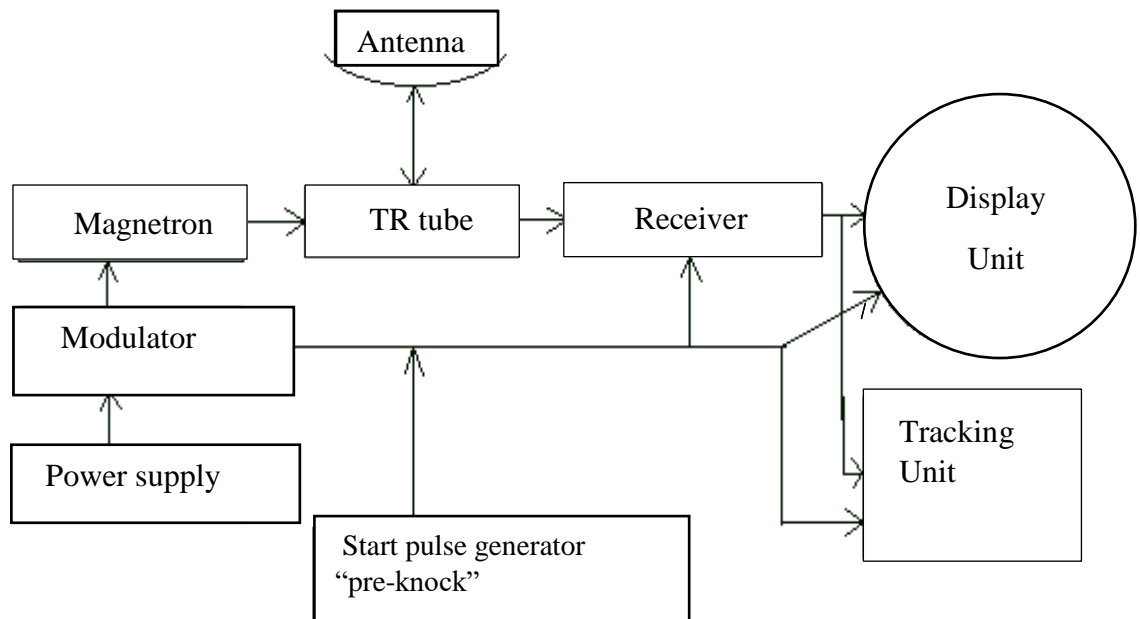 Antenna
Magnetron
TR tube
Receiver
Display
Unit
Modulator
Power supply
Tracking
Unit
Start pulse generator
“pre-knock”